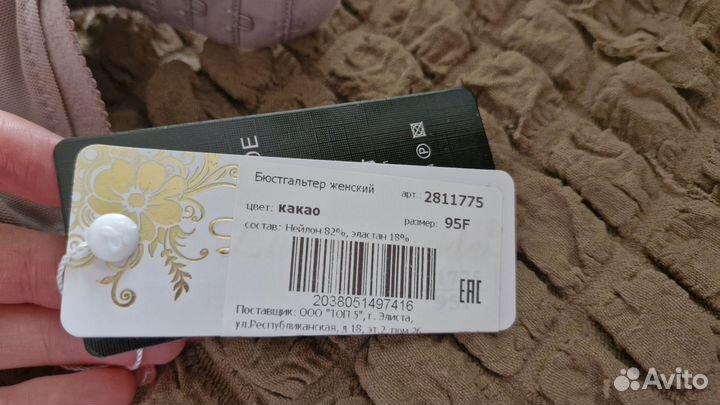 DE
Бюстгальтер женский арт 2811775
цвет: какао размер: 95F
состав: Нейлон 82%, эластан 18%
2038051497416
EAC
Поставщик: ООО "ТОП 5", г. Элиста,
ул.Республиканская, д 18, эт.2, пом 26
Avito